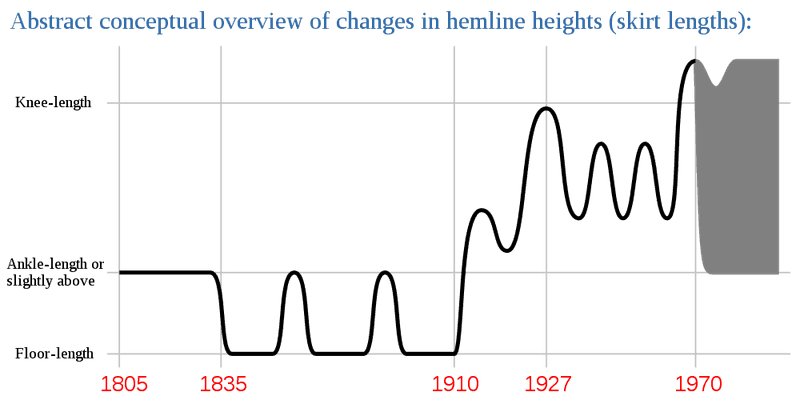 Abstract conceptual overview of changes in hemline heights (skirt lengths):
Knee-length
Ankle-length or
slightly above
Floor-length
1805 1835 1910 1927 1970